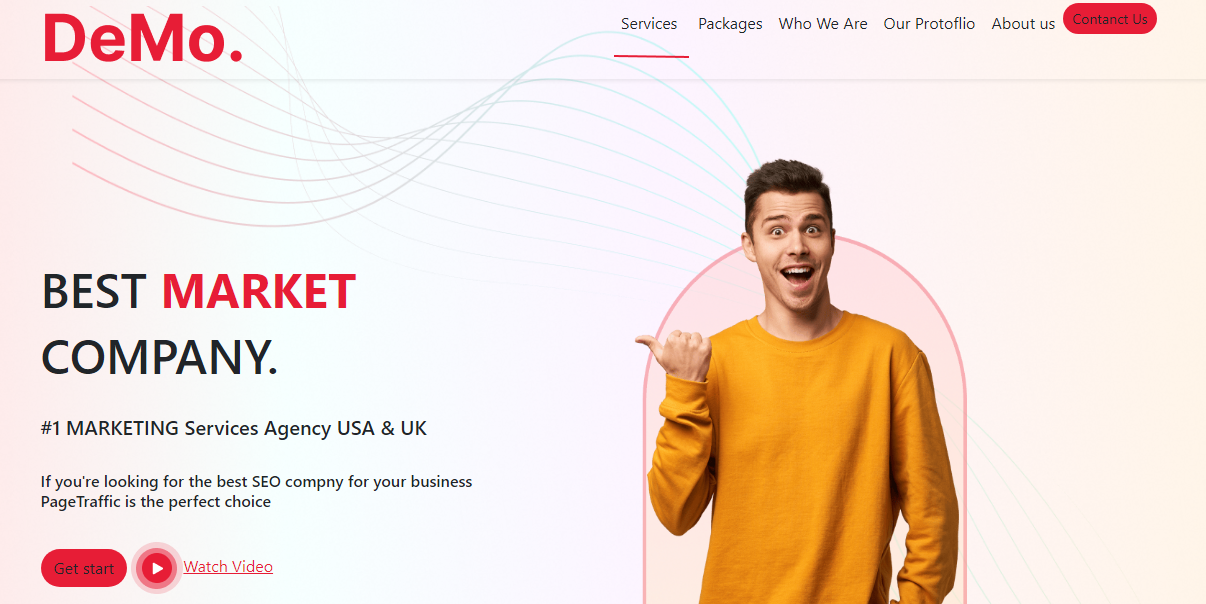 DeMo.
Services Packages Who We Are Our Protoflio About us Contanct Us
BEST MARKET
COMPANY.
#1 MARKETING Services Agency USA & UK
If you're looking for the best SEO compny for your business
PageTraffic is the perfect choice
Get start Watch Video